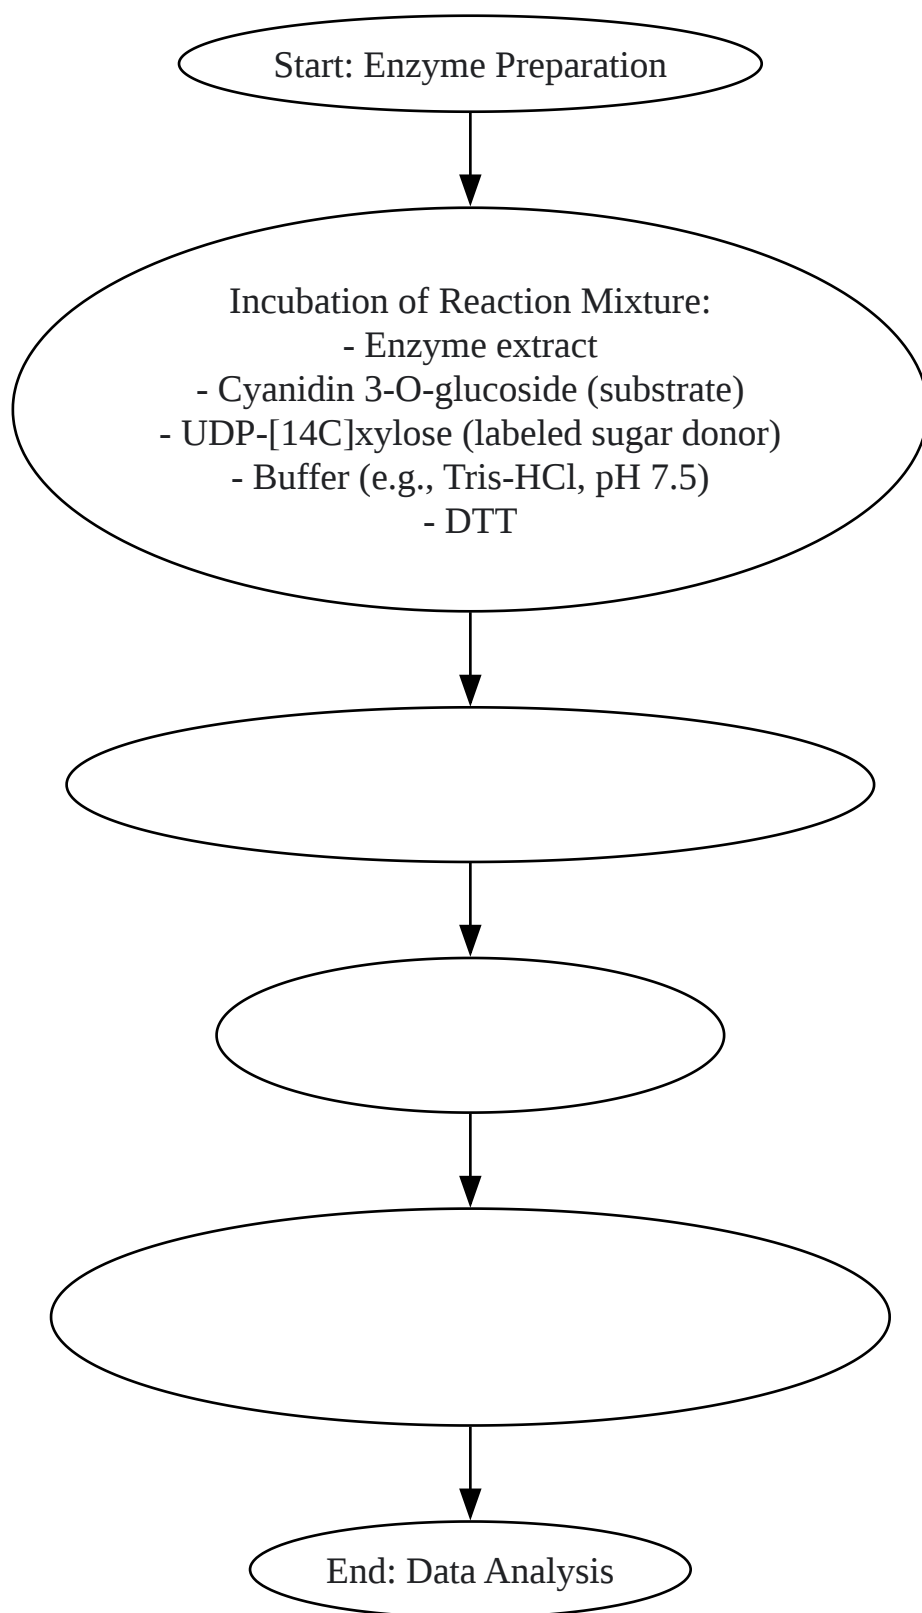 Start: Enzyme Preparation
Incubation of Reaction Mixture:
- Enzyme extract
- Cyanidin 3-O-glucoside (substrate)
- UDP-[14C]xylose (labeled sugar donor)
- Buffer (e.g., Tris-HCl, pH 7.5)
- DTT
End: Data Analysis